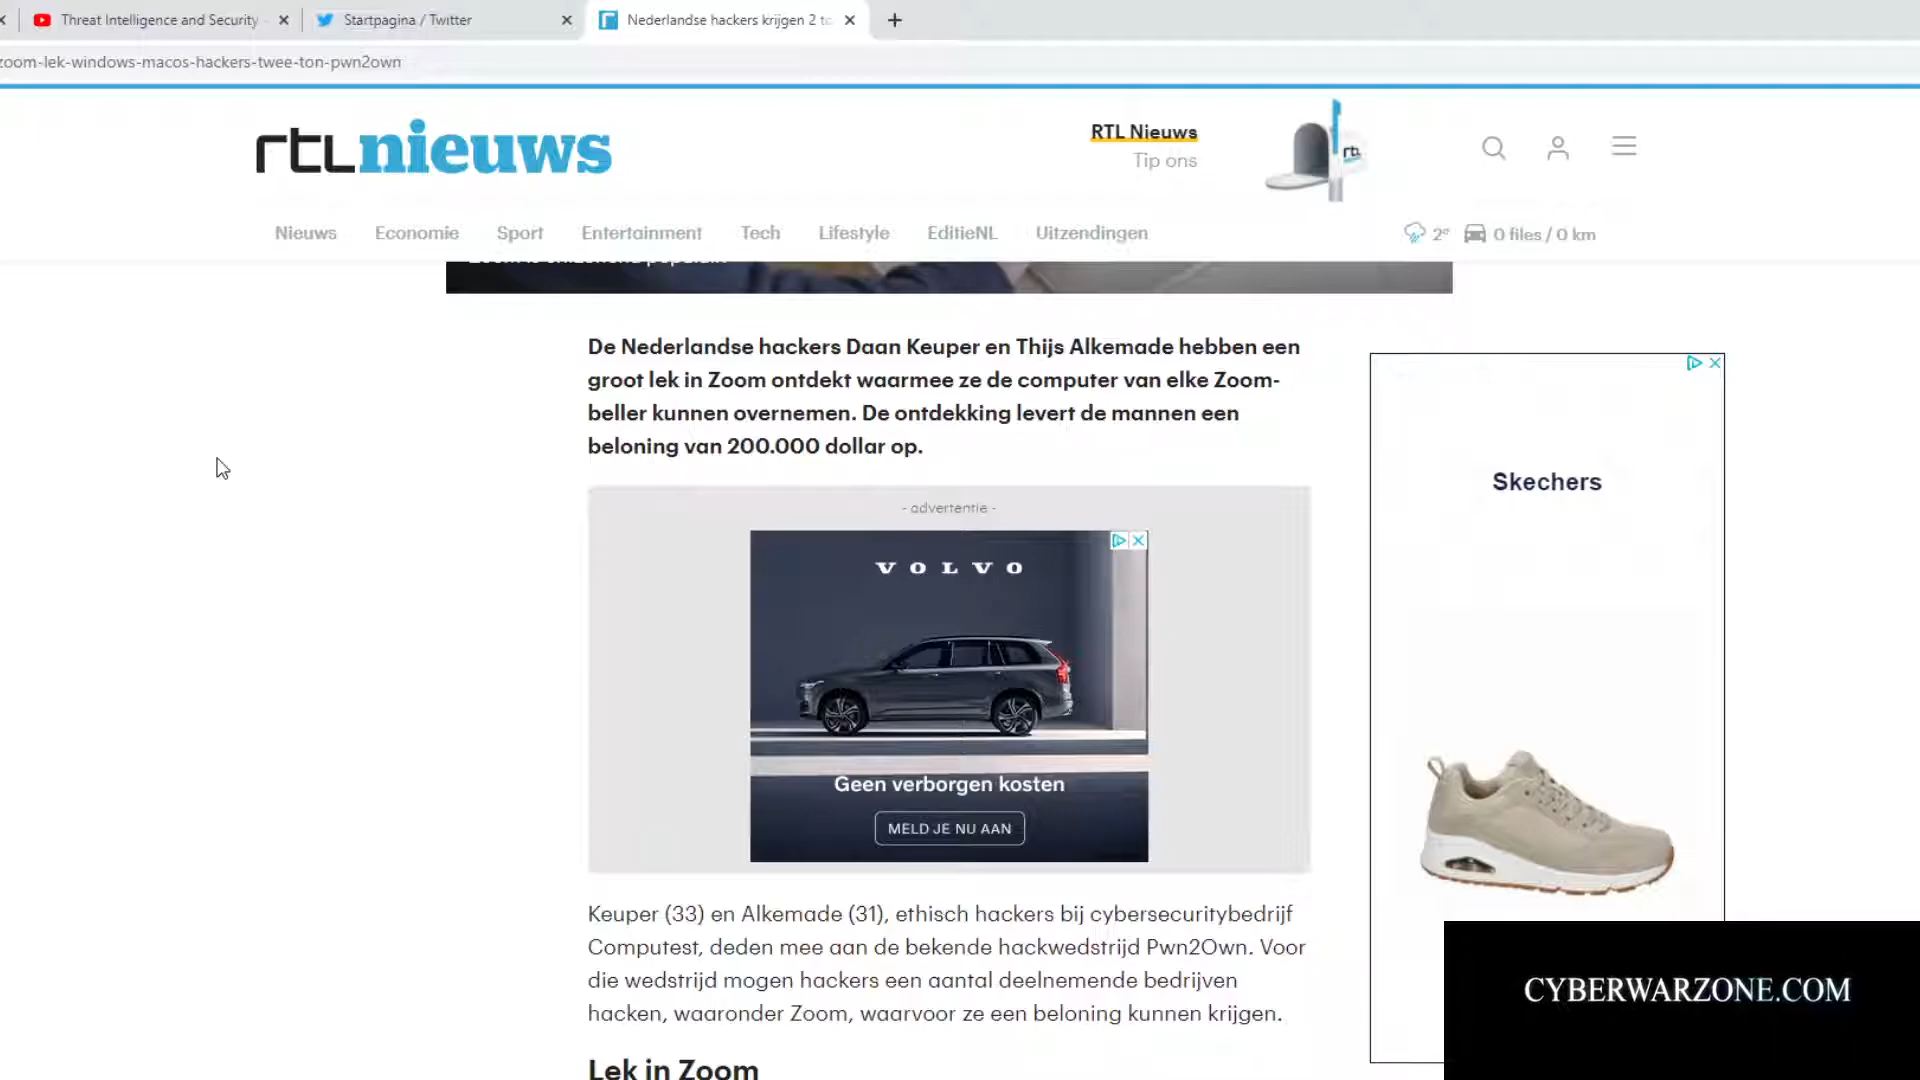 Threat Intelligence and Security
Startpagina / Twitter
Nederlandse hackers krijgen 2 to
zoom-lek-windows-macos-hackers-twee-ton-pwn2own
rtlnieuws
RTL Nieuws
Tip ons
rtl
Nieuws
Economie
Sport
Entertainment
Tech
Lifestyle
EditieNL
Uitzendingen
2°
0 files / 0 km
De Nederlandse hackers Daan Keuper en Thijs Alkemade hebben een
groot lek in Zoom ontdekt waarmee ze de computer van elke Zoom-
beller kunnen overnemen. De ontdekking levert de mannen een
beloning van 200.000 dollar op.
- advertentie -
VOLVO
Geen verborgen kosten
MELD JE NU AAN
Skechers
Keuper (33) en Alkemade (31), ethisch hackers bij cybersecuritybedrijf
Computest, deden mee aan de bekende hackwedstrijd Pwn2Own. Voor
die wedstrijd mogen hackers een aantal deelnemende bedrijven
hacken, waaronder Zoom, waarvoor ze een beloning kunnen krijgen.
Lek in Zoom
CYBERWARZONE.COM